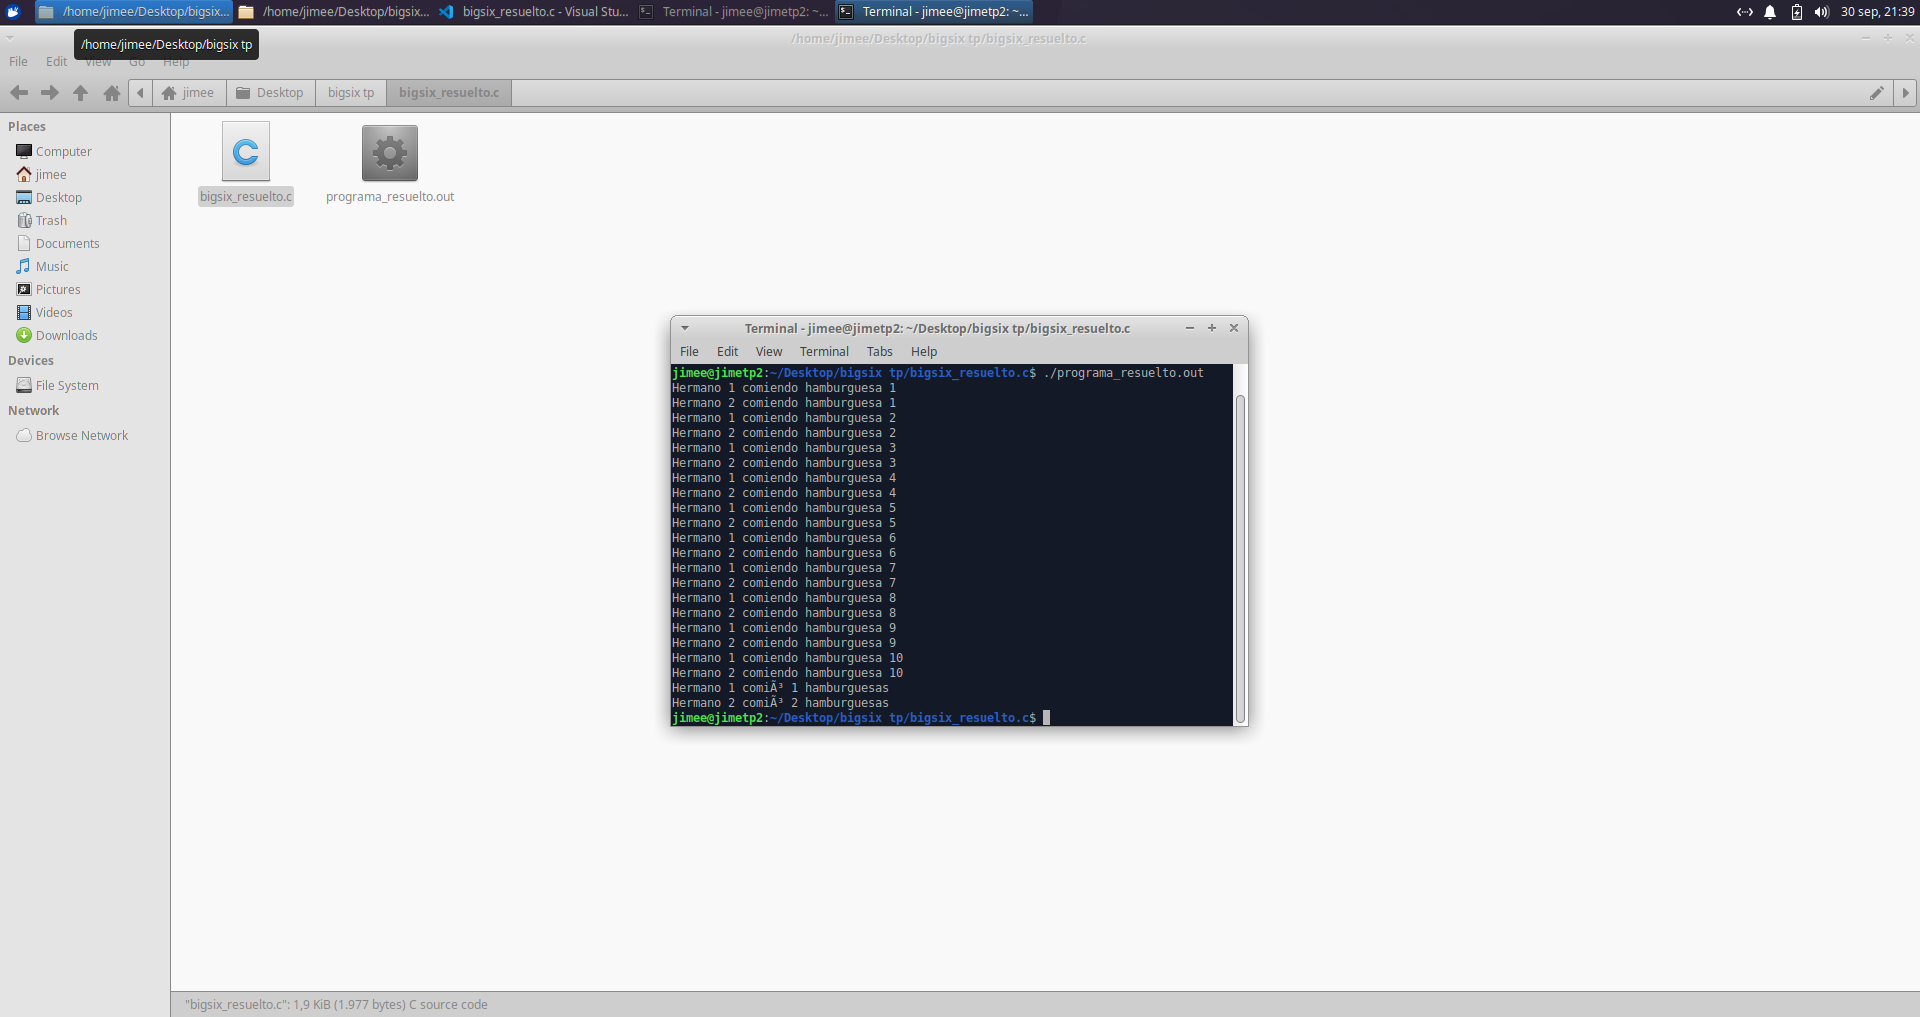 /home/jimee/Desktop/bigsix... /home/jimee/Desktop/bigsix... bigsix_resuelto.c - Visual Stu... Terminal - jimee@jimetp2: ~... Terminal - jimee@jimetp2: ~... 30 sep, 21:39
/home/jimee/Desktop/bigsix tp/bigsix_resuelto.c
/home/jimee/Desktop/bigsix tp
File Edit View Go Help
jimee Desktop bigsix tp bigsix_resuelto.c
Places
Computer
jimee
Desktop
Trash
Documents
Music
Pictures
Videos
Downloads
Devices
File System
Network
Browse Network
bigsix_resuelto.c programa_resuelto.out
Terminal - jimee@jimetp2: ~/Desktop/bigsix tp/bigsix_resuelto.c
File Edit View Terminal Tabs Help
jimee@jimetp2:~/Desktop/bigsix tp/bigsix_resuelto.c$ ./programa_resuelto.out
Hermano 1 comiendo hamburguesa 1
Hermano 2 comiendo hamburguesa 1
Hermano 1 comiendo hamburguesa 2
Hermano 2 comiendo hamburguesa 2
Hermano 1 comiendo hamburguesa 3
Hermano 2 comiendo hamburguesa 3
Hermano 1 comiendo hamburguesa 4
Hermano 2 comiendo hamburguesa 4
Hermano 1 comiendo hamburguesa 5
Hermano 2 comiendo hamburguesa 5
Hermano 1 comiendo hamburguesa 6
Hermano 2 comiendo hamburguesa 6
Hermano 1 comiendo hamburguesa 7
Hermano 2 comiendo hamburguesa 7
Hermano 1 comiendo hamburguesa 8
Hermano 2 comiendo hamburguesa 8
Hermano 1 comiendo hamburguesa 9
Hermano 2 comiendo hamburguesa 9
Hermano 1 comiendo hamburguesa 10
Hermano 2 comiendo hamburguesa 10
Hermano 1 comiÃ³ 1 hamburguesas
Hermano 2 comiÃ³ 2 hamburguesas
jimee@jimetp2:~/Desktop/bigsix tp/bigsix_resuelto.c$
"bigsix_resuelto.c": 1,9 KiB (1.977 bytes) C source code